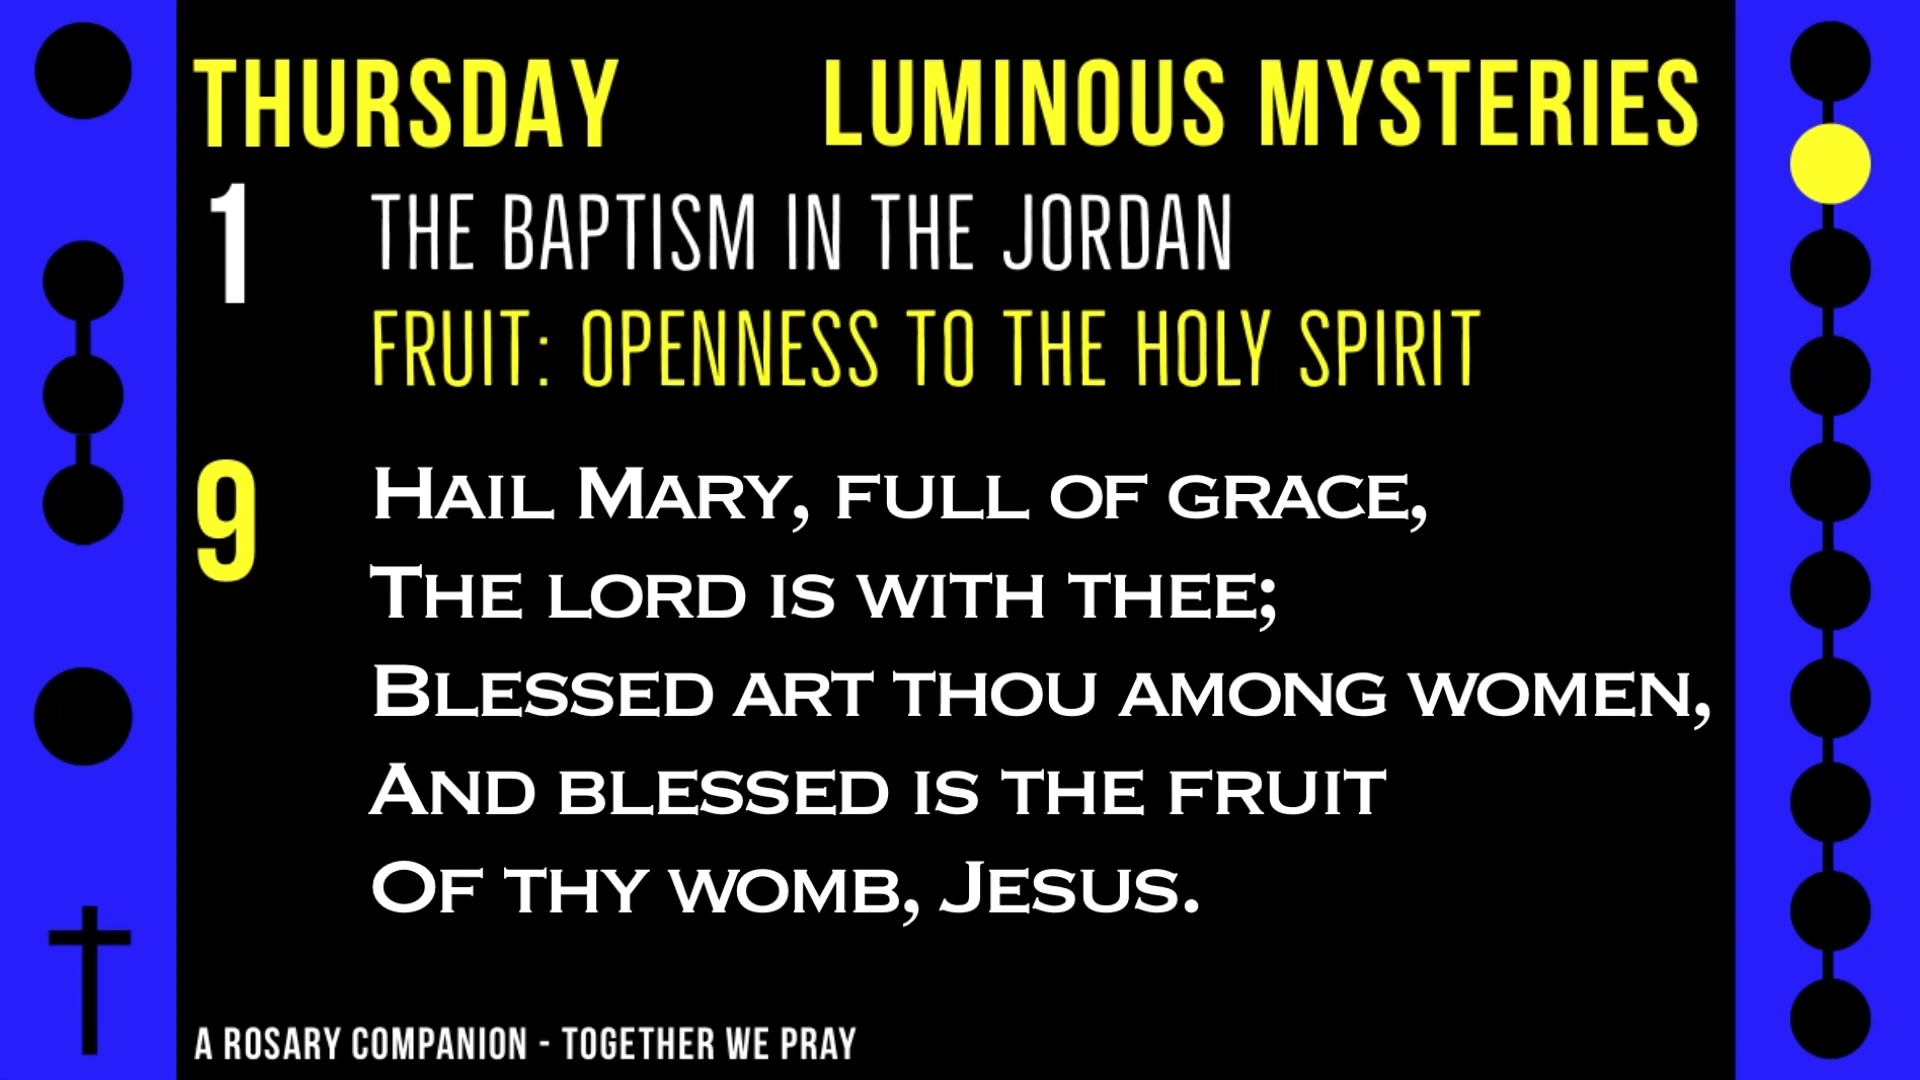 THURSDAY LUMINOUS MYSTERIES
1 THE BAPTISM IN THE JORDAN
FRUIT: OPENNESS TO THE HOLY SPIRIT
9 HAIL MARY, FULL OF GRACE,
THE LORD IS WITH THEE;
BLESSED ART THOU AMONG WOMEN,
AND BLESSED IS THE FRUIT
OF THY WOMB, JESUS.
A ROSARY COMPANION - TOGETHER WE PRAY